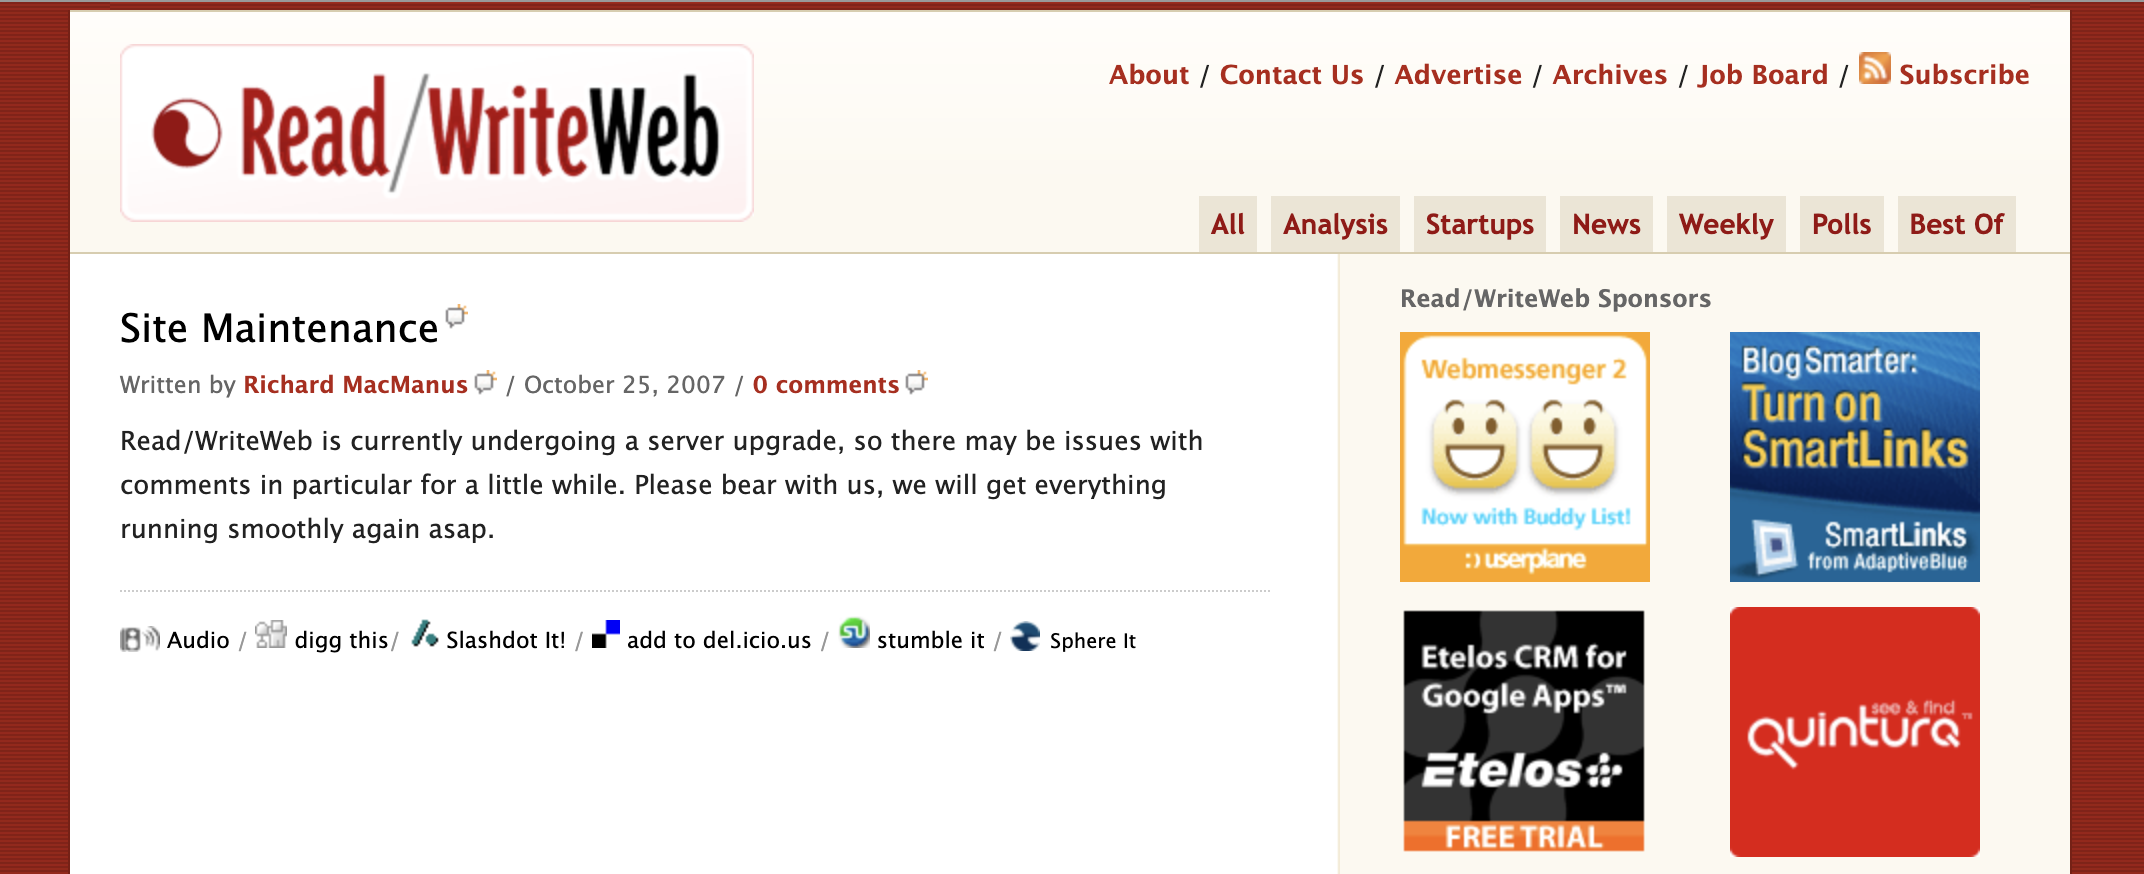 Read/WriteWeb
About / Contact Us / Advertise / Archives / Job Board / Subscribe
All Analysis Startups News Weekly Polls Best Of
Site Maintenance
Written by Richard MacManus / October 25, 2007 / 0 comments
Read/WriteWeb is currently undergoing a server upgrade, so there may be issues with
comments in particular for a little while. Please bear with us, we will get everything
running smoothly again asap.
Audio / digg this/ Slashdot It! / add to del.icio.us / stumble it / Sphere It
Read/WriteWeb Sponsors
Webmessenger 2
Now with Buddy List!
:) userplane
Blog Smarter:
Turn on
SmartLinks
SmartLinks
from AdaptiveBlue
Etelos CRM for
Google Apps™
Etelos
FREE TRIAL
see & find
quintura™